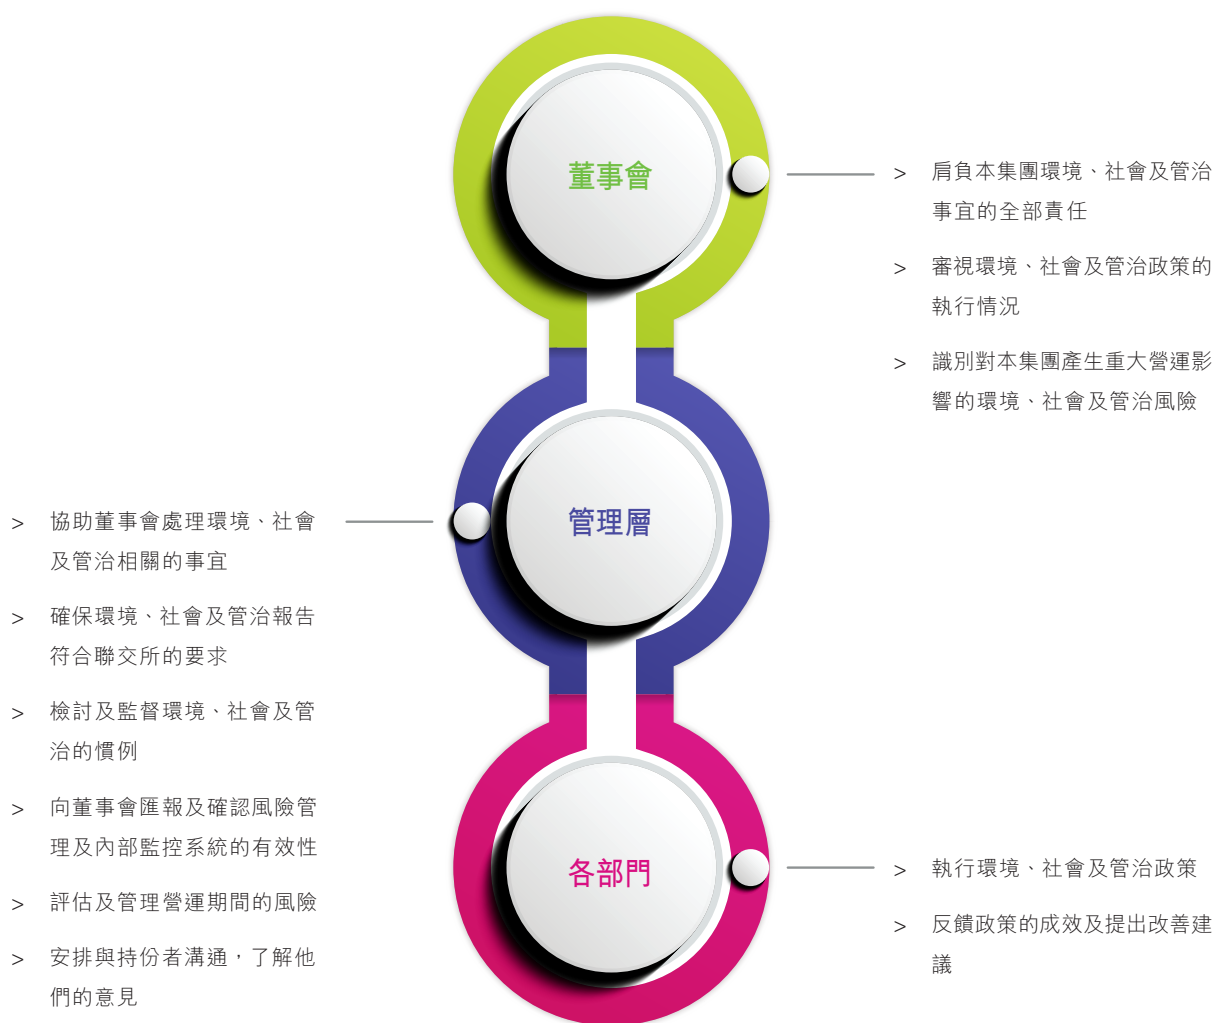 董事會
> 肩負本集團環境、社會及管治
事宜的全部責任
> 審視環境、社會及管治政策的
執行情況
> 識別對本集團產生重大營運影
響的環境、社會及管治風險
管理層
> 協助董事會處理環境、社會
及管治相關的事宜
> 確保環境、社會及管治報告
符合聯交所的要求
> 檢討及監督環境、社會及管
治的慣例
> 向董事會匯報及確認風險管
理及內部監控系統的有效性
> 評估及管理營運期間的風險
> 安排與持份者溝通，了解他
們的意見
各部門
> 執行環境、社會及管治政策
> 反饋政策的成效及提出改善建
議